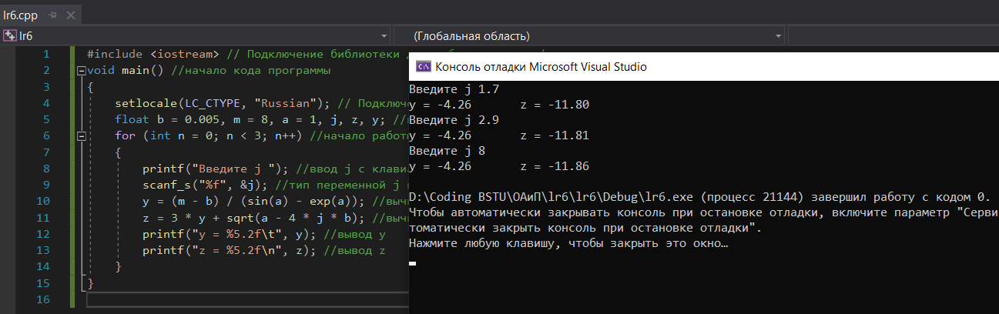 lr6.cpp
lr6
(Глобальная область)
1 #include <iostream> // Подключение библиотеки
2 void main() //начало кода программы
3 {
4 setlocale(LC_CTYPE, "Russian"); //
5 float b = 0.005, m = 8, a = 1, j, z, y; //
6 for (int n = 0; n < 3; n++) //начало
7 {
8 printf("Введите j "); //ввод j с
9 scanf_s("%f", &j); //тип переменной j
10 y = (m - b) / (sin(a) - exp(a)); //
11 z = 3 * y + sqrt(a - 4 * j * b); //
12 printf("y = %5.2f\t", y); //вывод y
13 printf("z = %5.2f\n", z); //вывод z
14 }
15 }
16
C:\ Консоль отладки Microsoft Visual Studio
Введите j 1.7
y = -4.26 z = -11.80
Введите j 2.9
y = -4.26 z = -11.81
Введите j 8
y = -4.26 z = -11.86
D:\Coding BSTU\ОАиП\lr6\lr6\Debug\lr6.exe (процесс 21144) завершил работу с кодом 0.
Чтобы автоматически закрывать консоль при остановке отладки, включите параметр "Серви
томатически закрыть консоль при остановке отладки".
Нажмите любую клавишу, чтобы закрыть это окно…